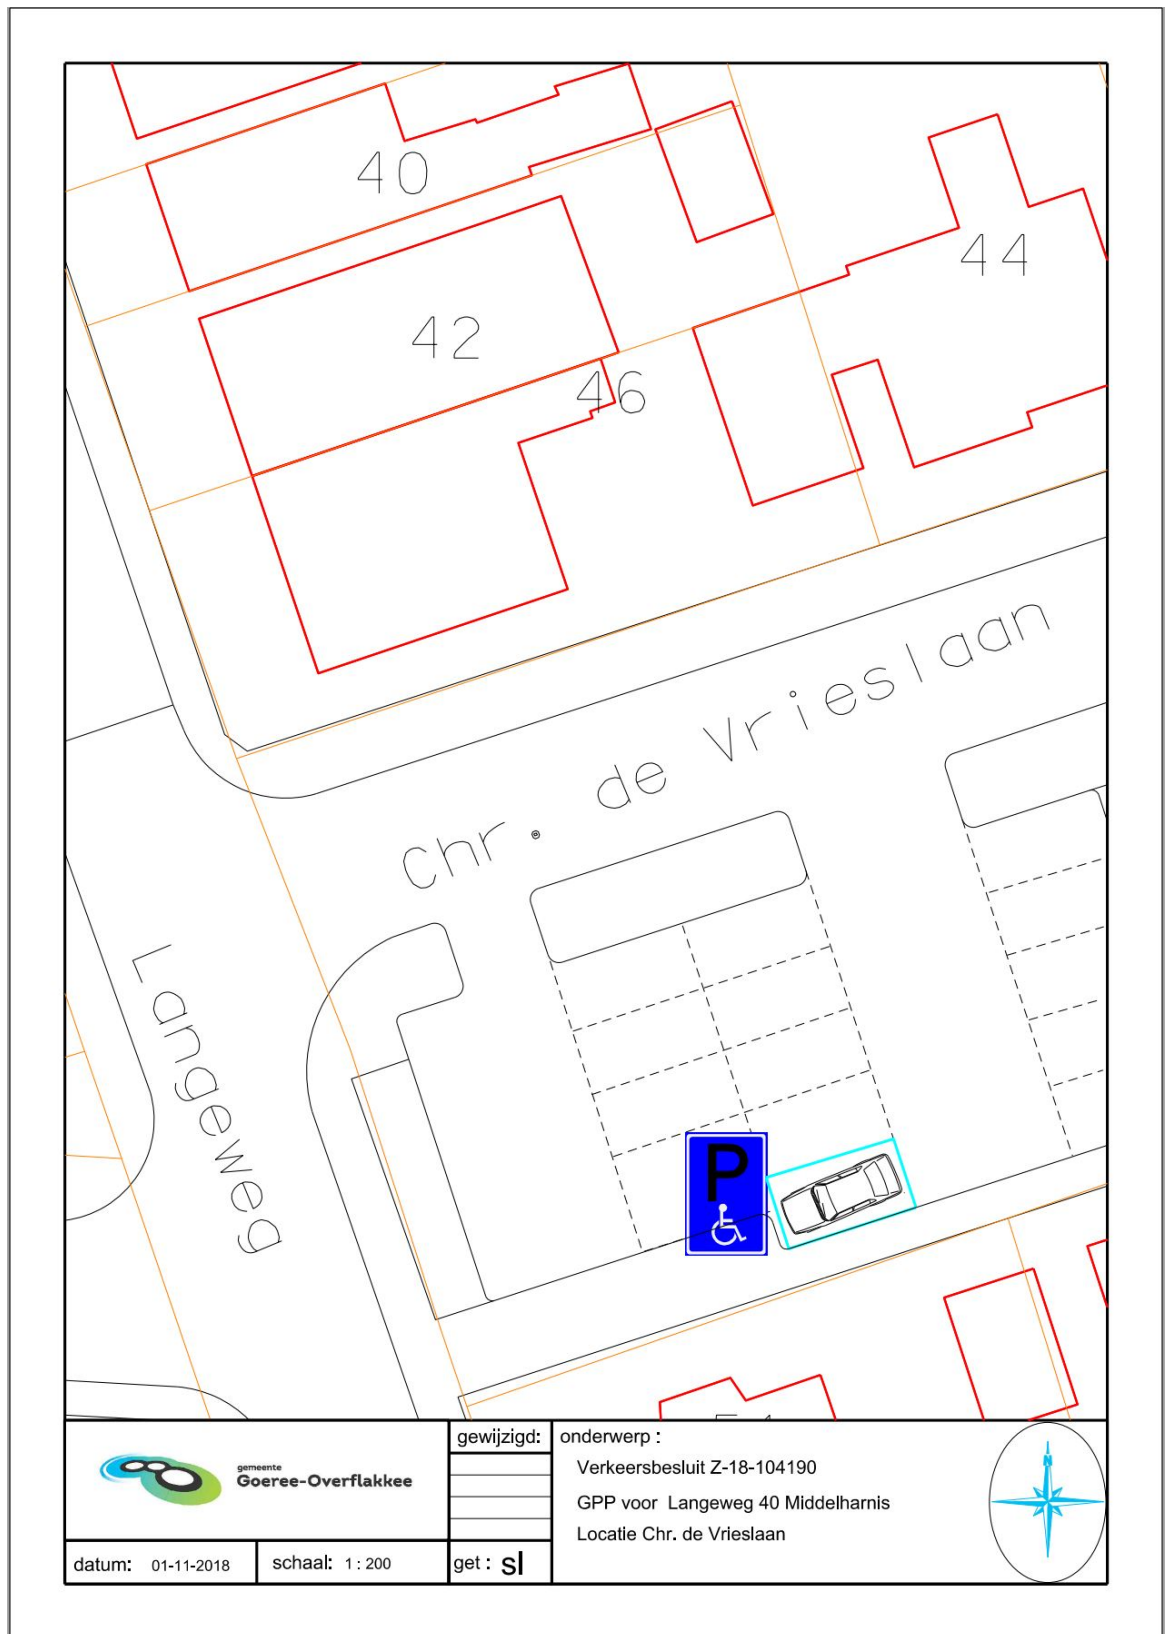 40
44
42
46
Chr. de Vrieslaan
Langeweg
P
gemeente
Goeree-Overflakkee
gewijzigd:
onderwerp :
Verkeersbesluit Z-18-104190
GPP voor Langeweg 40 Middelharnis
Locatie Chr. de Vrieslaan
N
datum: 01-11-2018
schaal: 1 : 200
get : sl